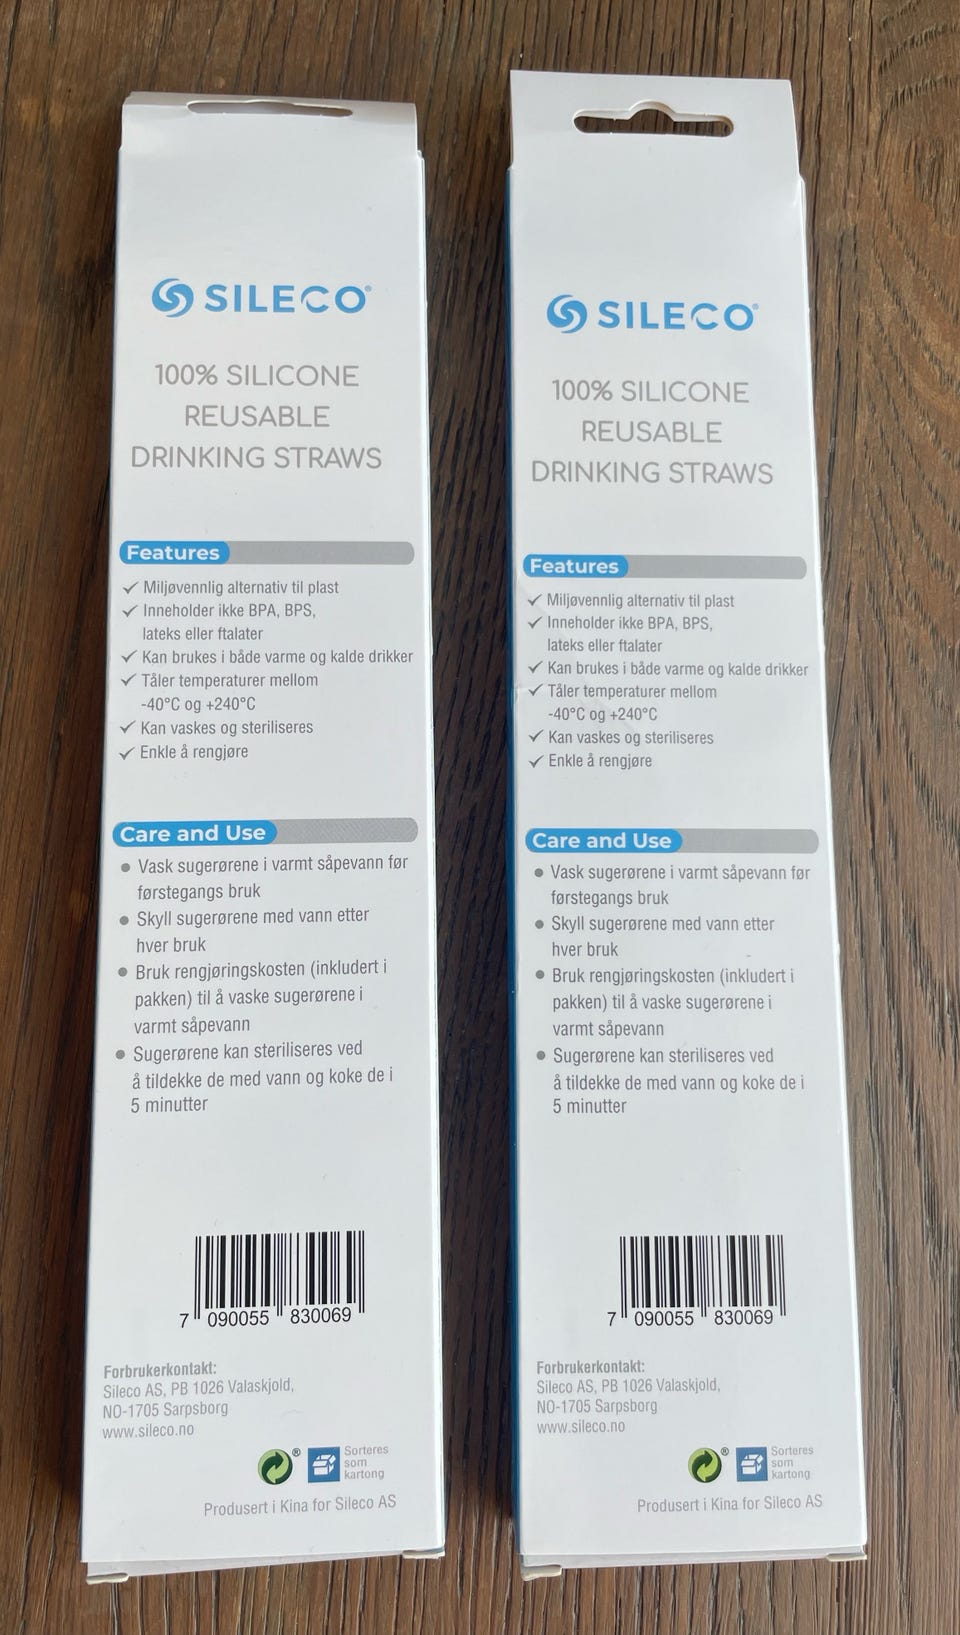 SILECO®
100% SILICONE
REUSABLE
DRINKING STRAWS
Features
✓ Miljøvennlig alternativ til plast
✓ Inneholder ikke BPA, BPS,
lateks eller ftalater
✓ Kan brukes i både varme og kalde drikker
✓ Tåler temperaturer mellom
-40°C og +240°C
✓ Kan vaskes og steriliseres
✓ Enkle å rengjøre
Care and Use
● Vask sugerørene i varmt såpevann før
førstegangs bruk
● Skyll sugerørene med vann etter
hver bruk
● Bruk rengjøringskosten (inkludert i
pakken) til å vaske sugerørene i
varmt såpevann
● Sugerørene kan steriliseres ved
å tildekke de med vann og koke de i
5 minutter
7 090055 830069
Forbrukerkontakt:
Sileco AS, PB 1026 Valaskjold,
NO-1705 Sarpsborg
www.sileco.no
®
Sorteres
som
kartong
Produsert i Kina for Sileco AS
SILECO®
100% SILICONE
REUSABLE
DRINKING STRAWS
Features
✓ Miljøvennlig alternativ til plast
✓ Inneholder ikke BPA, BPS,
lateks eller ftalater
✓ Kan brukes i både varme og kalde drikker
✓ Tåler temperaturer mellom
-40°C og +240°C
✓ Kan vaskes og steriliseres
✓ Enkle å rengjøre
Care and Use
● Vask sugerørene i varmt såpevann før
førstegangs bruk
● Skyll sugerørene med vann etter
hver bruk
● Bruk rengjøringskosten (inkludert i
pakken) til å vaske sugerørene i
varmt såpevann
● Sugerørene kan steriliseres ved
å tildekke de med vann og koke de i
5 minutter
7 090055 830069
Forbrukerkontakt:
Sileco AS, PB 1026 Valaskjold,
NO-1705 Sarpsborg
www.sileco.no
®
Sorteres
som
kartong
Produsert i Kina for Sileco AS